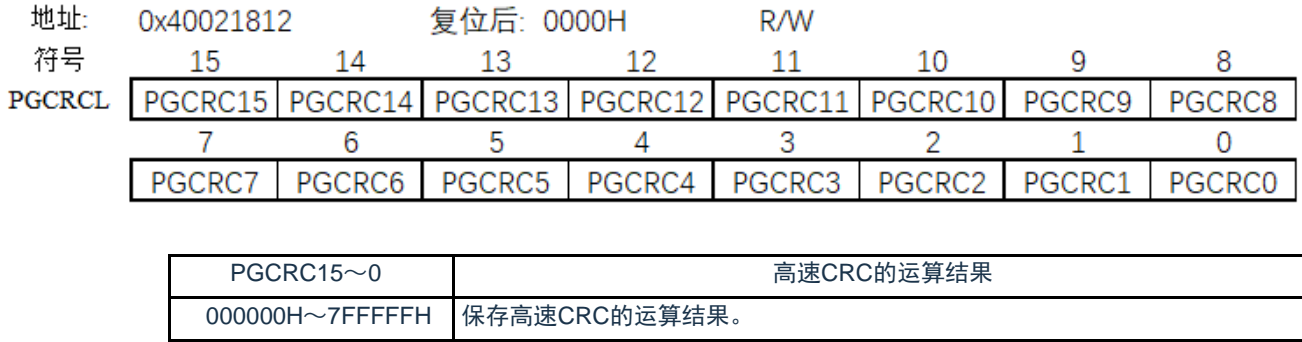 地址: 0x40021812 复位后: 0000H R/W
符号 15 14 13 12 11 10 9 8
PGCRCL PGCRC15 PGCRC14 PGCRC13 PGCRC12 PGCRC11 PGCRC10 PGCRC9 PGCRC8
7 6 5 4 3 2 1 0
PGCRC7 PGCRC6 PGCRC5 PGCRC4 PGCRC3 PGCRC2 PGCRC1 PGCRC0
PGCRC15～0 高速CRC的运算结果
000000H～7FFFFFH 保存高速CRC的运算结果。